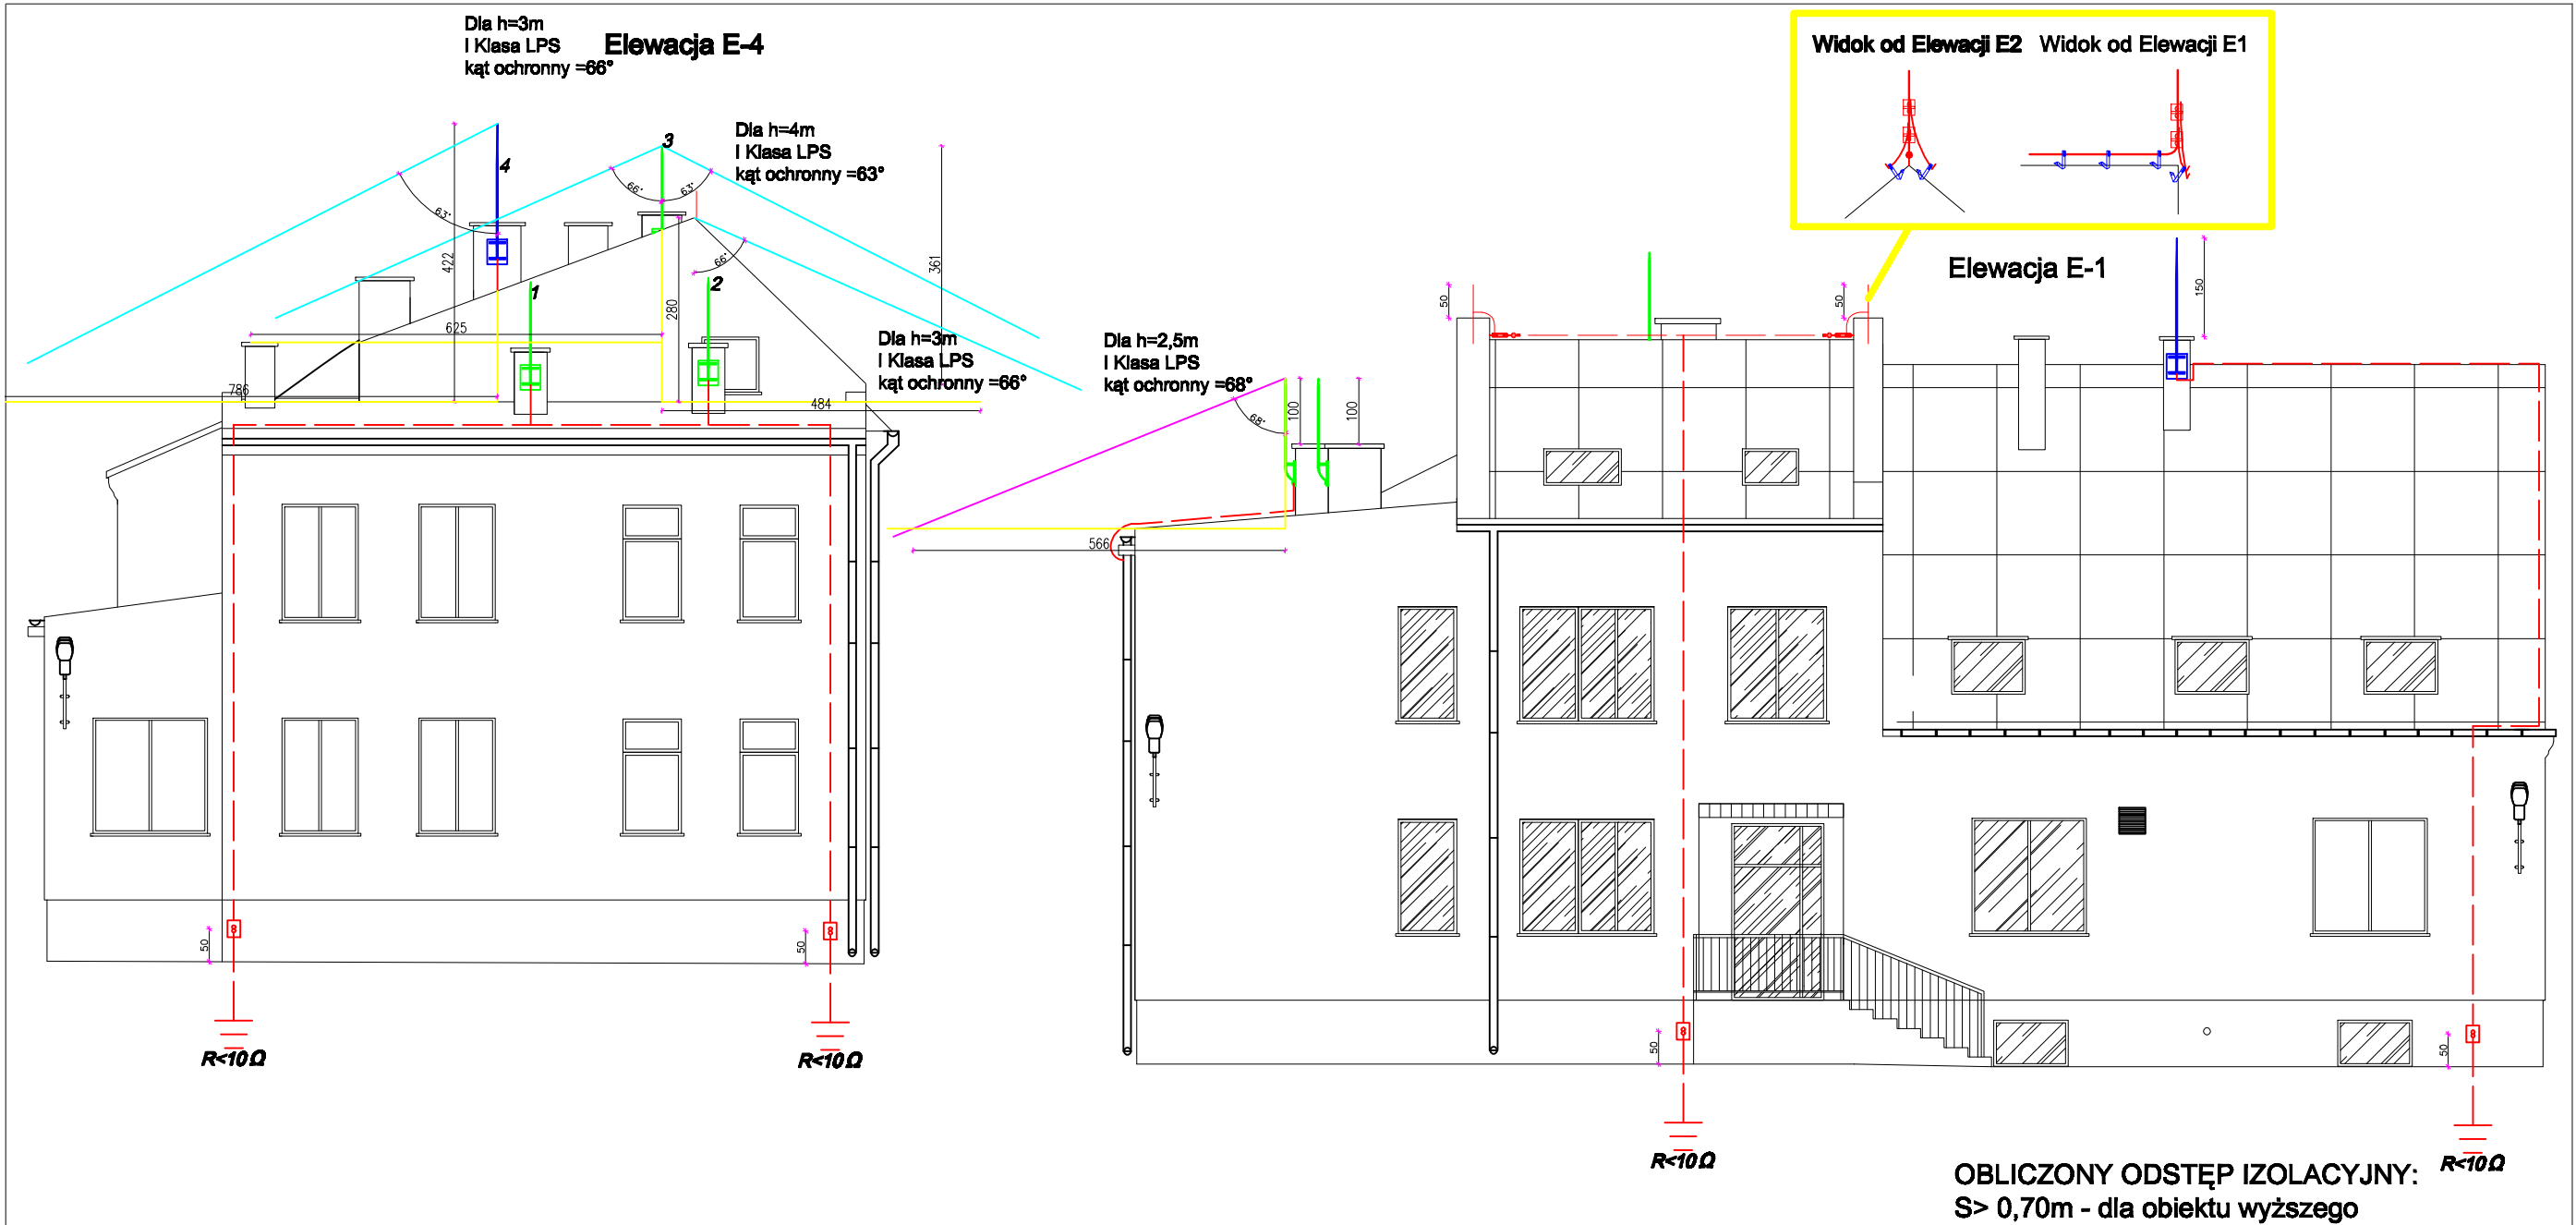 Dla h=3m
I Klasa LPS
kąt ochronny =66°
Elewacja E-4
Dla h=4m
I Klasa LPS
kąt ochronny =63°
4
3
63°
66°
63°
66°
422
361
280
1
2
625
786
484
Dla h=3m
I Klasa LPS
kąt ochronny =66°
50
50
R<10Ω
R<10Ω
Widok od Elewacji E2
Widok od Elewacji E1
Elewacja E-1
50
50
150
Dla h=2,5m
I Klasa LPS
kąt ochronny =68°
68°
100
100
566
50
50
R<10Ω
R<10Ω
OBLICZONY ODSTĘP IZOLACYJNY:
S> 0,70m - dla obiektu wyższego